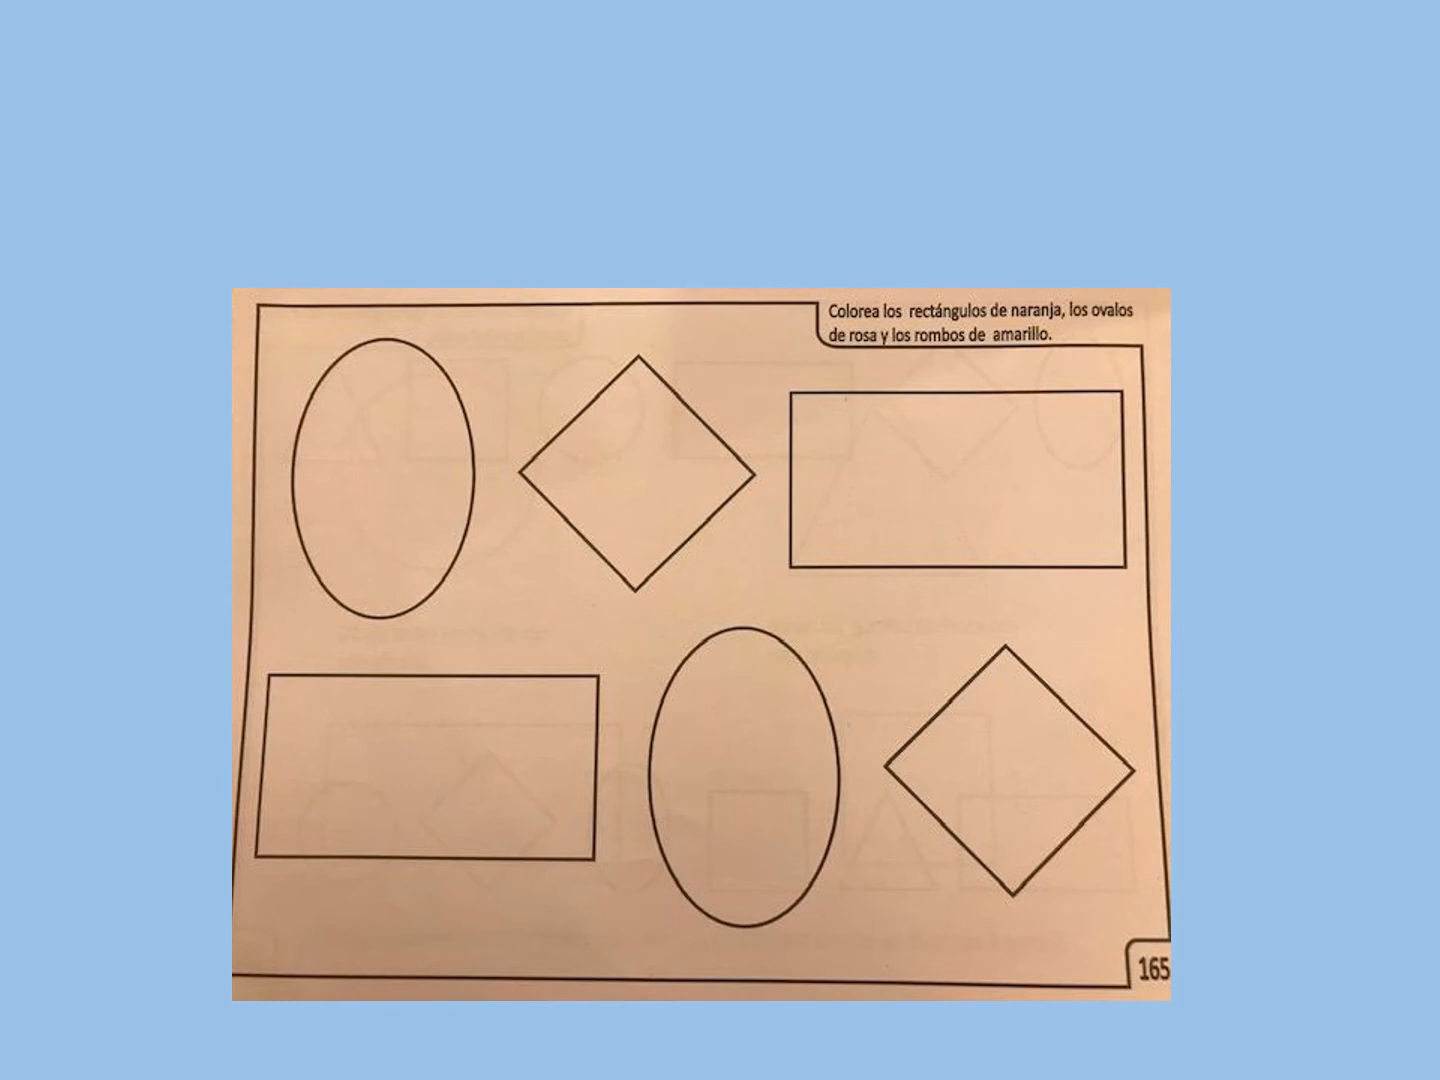 Colorea los rectángulos de naranja, los ovalos
de rosa y los rombos de amarillo.
165